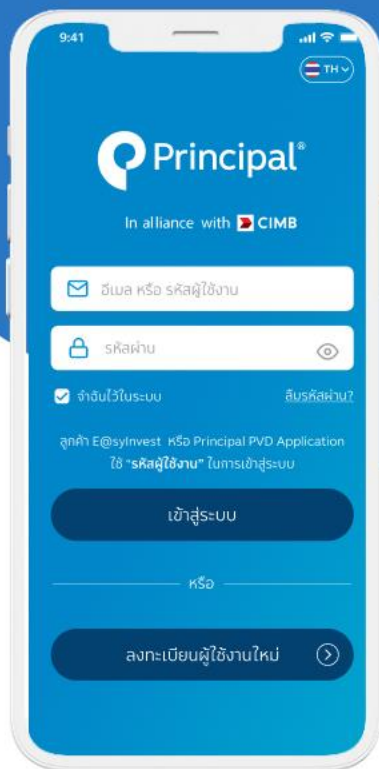 9:41
TH
Principal®
In alliance with CIMB
อีเมล หรือ รหัสผู้ใช้งาน
รหัสผ่าน
จำฉันไว้ในระบบ ลืมรหัสผ่าน?
ลูกค้า E@syInvest หรือ Principal PVD Application
ใช้ "รหัสผู้ใช้งาน" ในการเข้าสู่ระบบ
เข้าสู่ระบบ
หรือ
ลงทะเบียนผู้ใช้งานใหม่